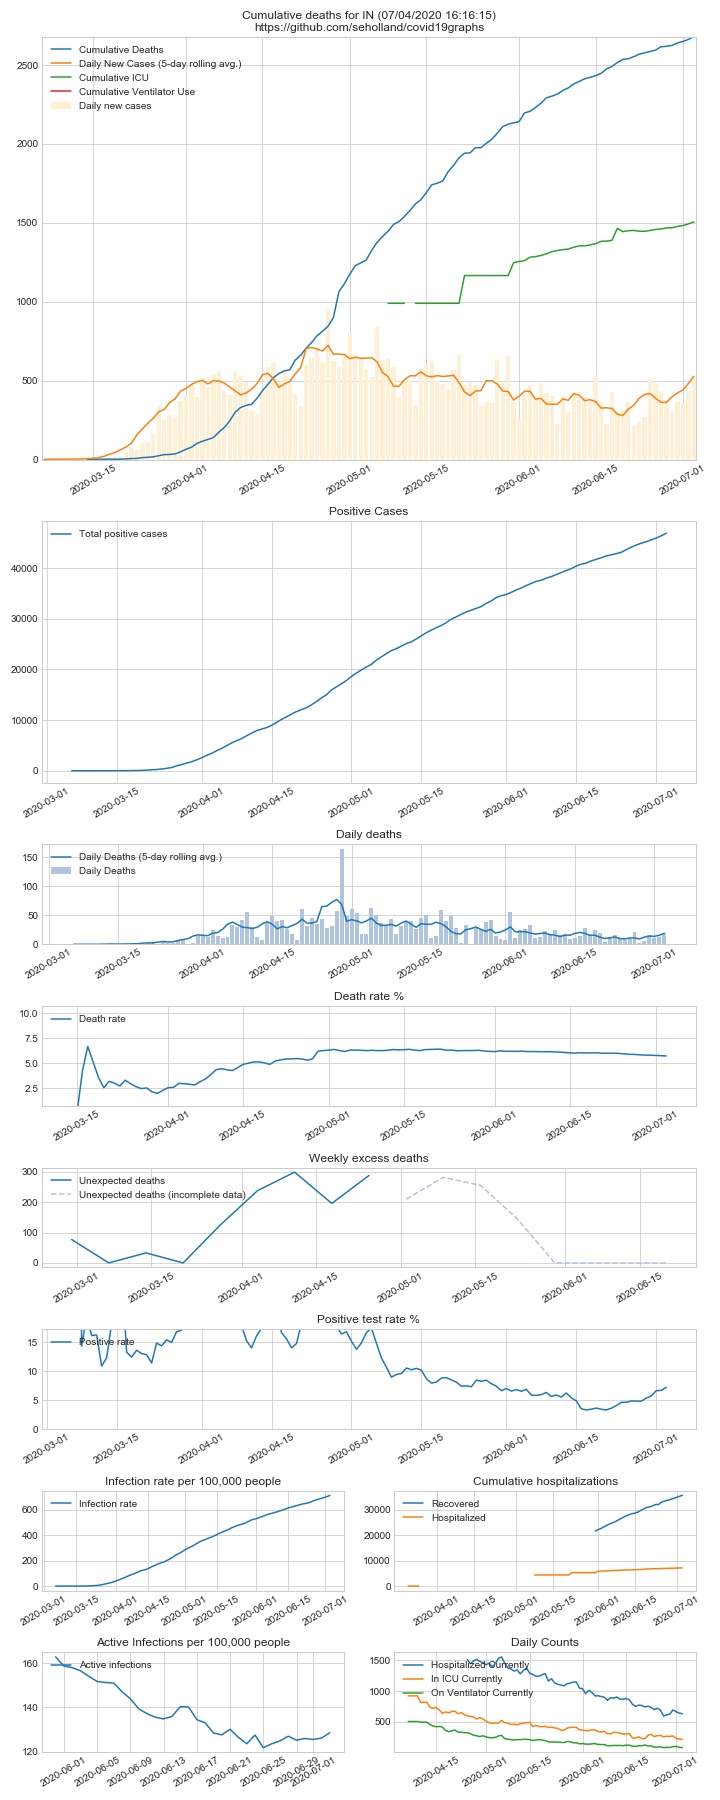 Cumulative deaths for IN (07/04/2020 16:16:15)
https://github.com/seholland/covid19graphs
Cumulative Deaths
Daily New Cases (5-day rolling avg.)
Cumulative ICU
Cumulative Ventilator Use
Daily new cases
2500
2000
1500
1000
500
0
2020-03-15 2020-04-01 2020-04-15 2020-05-01 2020-05-15 2020-06-01 2020-06-15 2020-07-01
Positive Cases
Total positive cases
40000
30000
20000
10000
0
2020-03-01 2020-03-15 2020-04-01 2020-04-15 2020-05-01 2020-05-15 2020-06-01 2020-06-15 2020-07-01
Daily deaths
Daily Deaths (5-day rolling avg.)
Daily Deaths
150
100
50
0
2020-03-01 2020-03-15 2020-04-01 2020-04-15 2020-05-01 2020-05-15 2020-06-01 2020-06-15 2020-07-01
Death rate %
Death rate
10.0
7.5
5.0
2.5
2020-03-15 2020-04-01 2020-04-15 2020-05-01 2020-05-15 2020-06-01 2020-06-15 2020-07-01
Weekly excess deaths
Unexpected deaths
Unexpected deaths (incomplete data)
300
200
100
0
2020-03-01 2020-03-15 2020-04-01 2020-04-15 2020-05-01 2020-05-15 2020-06-01 2020-06-15
Positive test rate %
Positive rate
15
10
5
0
2020-03-01 2020-03-15 2020-04-01 2020-04-15 2020-05-01 2020-05-15 2020-06-01 2020-06-15 2020-07-01
Infection rate per 100,000 people
Infection rate
600
400
200
0
2020-03-01 2020-03-15 2020-04-01 2020-04-15 2020-05-01 2020-05-15 2020-06-01 2020-06-15 2020-07-01
Cumulative hospitalizations
Recovered
Hospitalized
30000
20000
10000
0
2020-04-01 2020-04-15 2020-05-01 2020-05-15 2020-06-01 2020-06-15 2020-07-01
Active Infections per 100,000 people
Active infections
160
140
120
2020-06-01 2020-06-05 2020-06-09 2020-06-13 2020-06-17 2020-06-21 2020-06-25 2020-06-29 2020-07-01
Daily Counts
Hospitalized Currently
In ICU Currently
On Ventilator Currently
1500
1000
500
2020-04-15 2020-05-01 2020-05-15 2020-06-01 2020-06-15 2020-07-01